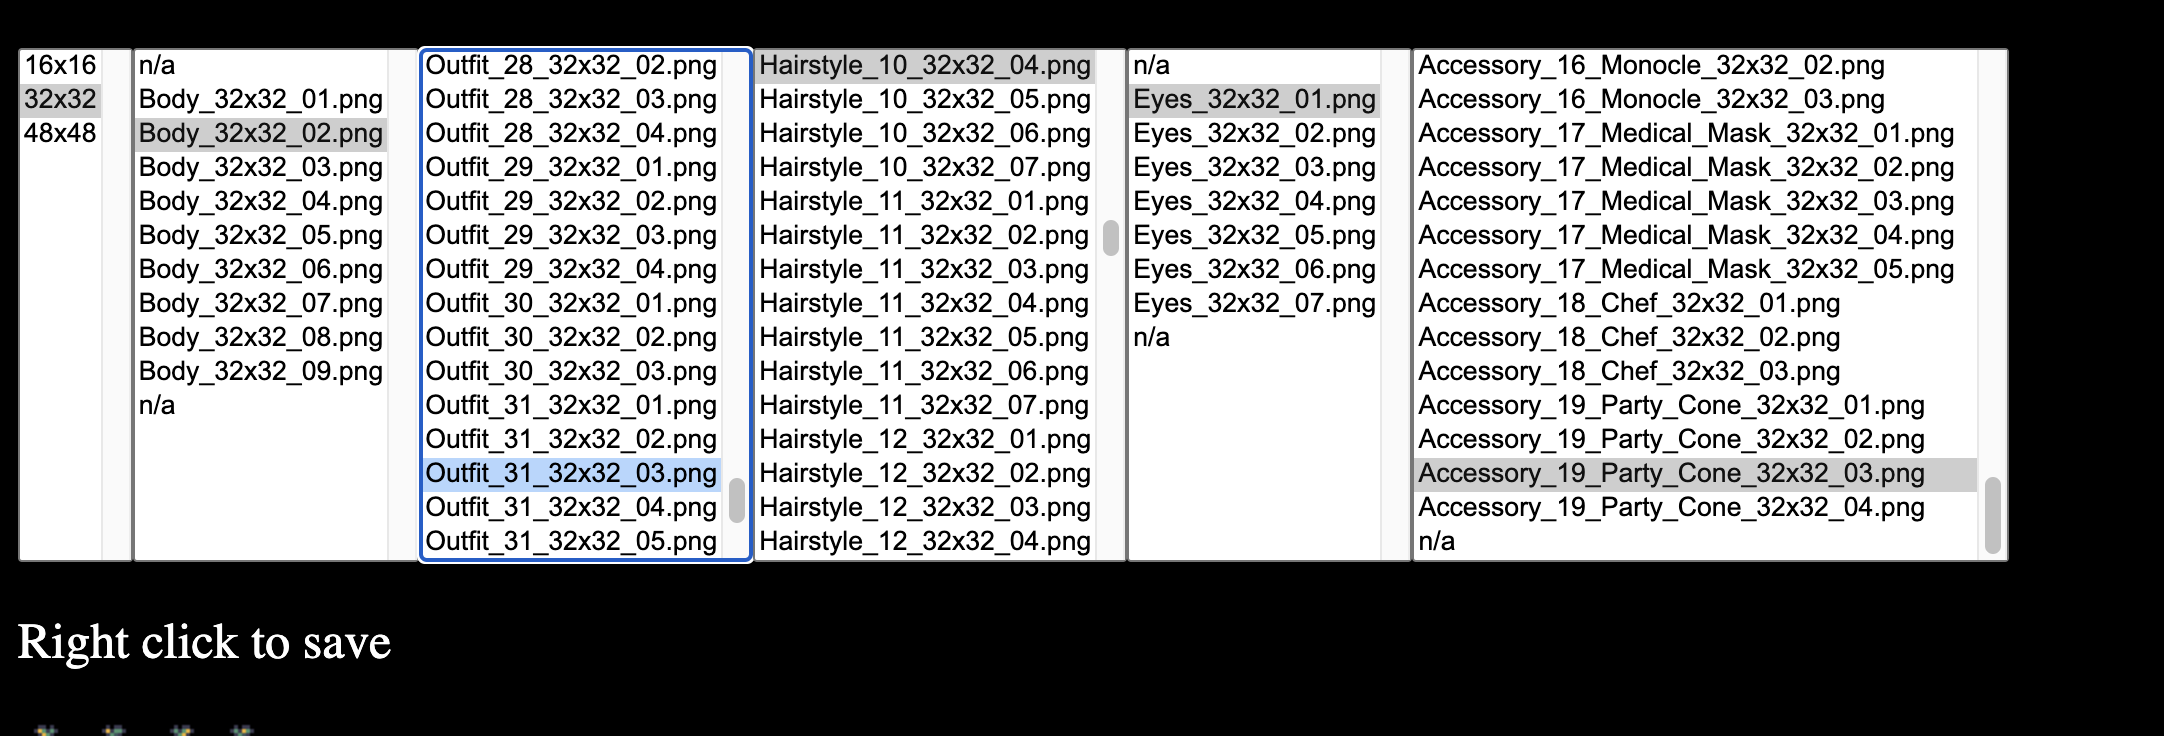 16x16
32x32
48x48
n/a
Body_32x32_01.png
Body_32x32_02.png
Body_32x32_03.png
Body_32x32_04.png
Body_32x32_05.png
Body_32x32_06.png
Body_32x32_07.png
Body_32x32_08.png
Body_32x32_09.png
n/a
Outfit_28_32x32_02.png
Outfit_28_32x32_03.png
Outfit_28_32x32_04.png
Outfit_29_32x32_01.png
Outfit_29_32x32_02.png
Outfit_29_32x32_03.png
Outfit_29_32x32_04.png
Outfit_30_32x32_01.png
Outfit_30_32x32_02.png
Outfit_30_32x32_03.png
Outfit_31_32x32_01.png
Outfit_31_32x32_02.png
Outfit_31_32x32_03.png
Outfit_31_32x32_04.png
Outfit_31_32x32_05.png
Hairstyle_10_32x32_04.png
Hairstyle_10_32x32_05.png
Hairstyle_10_32x32_06.png
Hairstyle_10_32x32_07.png
Hairstyle_11_32x32_01.png
Hairstyle_11_32x32_02.png
Hairstyle_11_32x32_03.png
Hairstyle_11_32x32_04.png
Hairstyle_11_32x32_05.png
Hairstyle_11_32x32_06.png
Hairstyle_11_32x32_07.png
Hairstyle_12_32x32_01.png
Hairstyle_12_32x32_02.png
Hairstyle_12_32x32_03.png
Hairstyle_12_32x32_04.png
n/a
Eyes_32x32_01.png
Eyes_32x32_02.png
Eyes_32x32_03.png
Eyes_32x32_04.png
Eyes_32x32_05.png
Eyes_32x32_06.png
Eyes_32x32_07.png
n/a
Accessory_16_Monocle_32x32_02.png
Accessory_16_Monocle_32x32_03.png
Accessory_17_Medical_Mask_32x32_01.png
Accessory_17_Medical_Mask_32x32_02.png
Accessory_17_Medical_Mask_32x32_03.png
Accessory_17_Medical_Mask_32x32_04.png
Accessory_17_Medical_Mask_32x32_05.png
Accessory_18_Chef_32x32_01.png
Accessory_18_Chef_32x32_02.png
Accessory_18_Chef_32x32_03.png
Accessory_19_Party_Cone_32x32_01.png
Accessory_19_Party_Cone_32x32_02.png
Accessory_19_Party_Cone_32x32_03.png
Accessory_19_Party_Cone_32x32_04.png
n/a
Right click to save